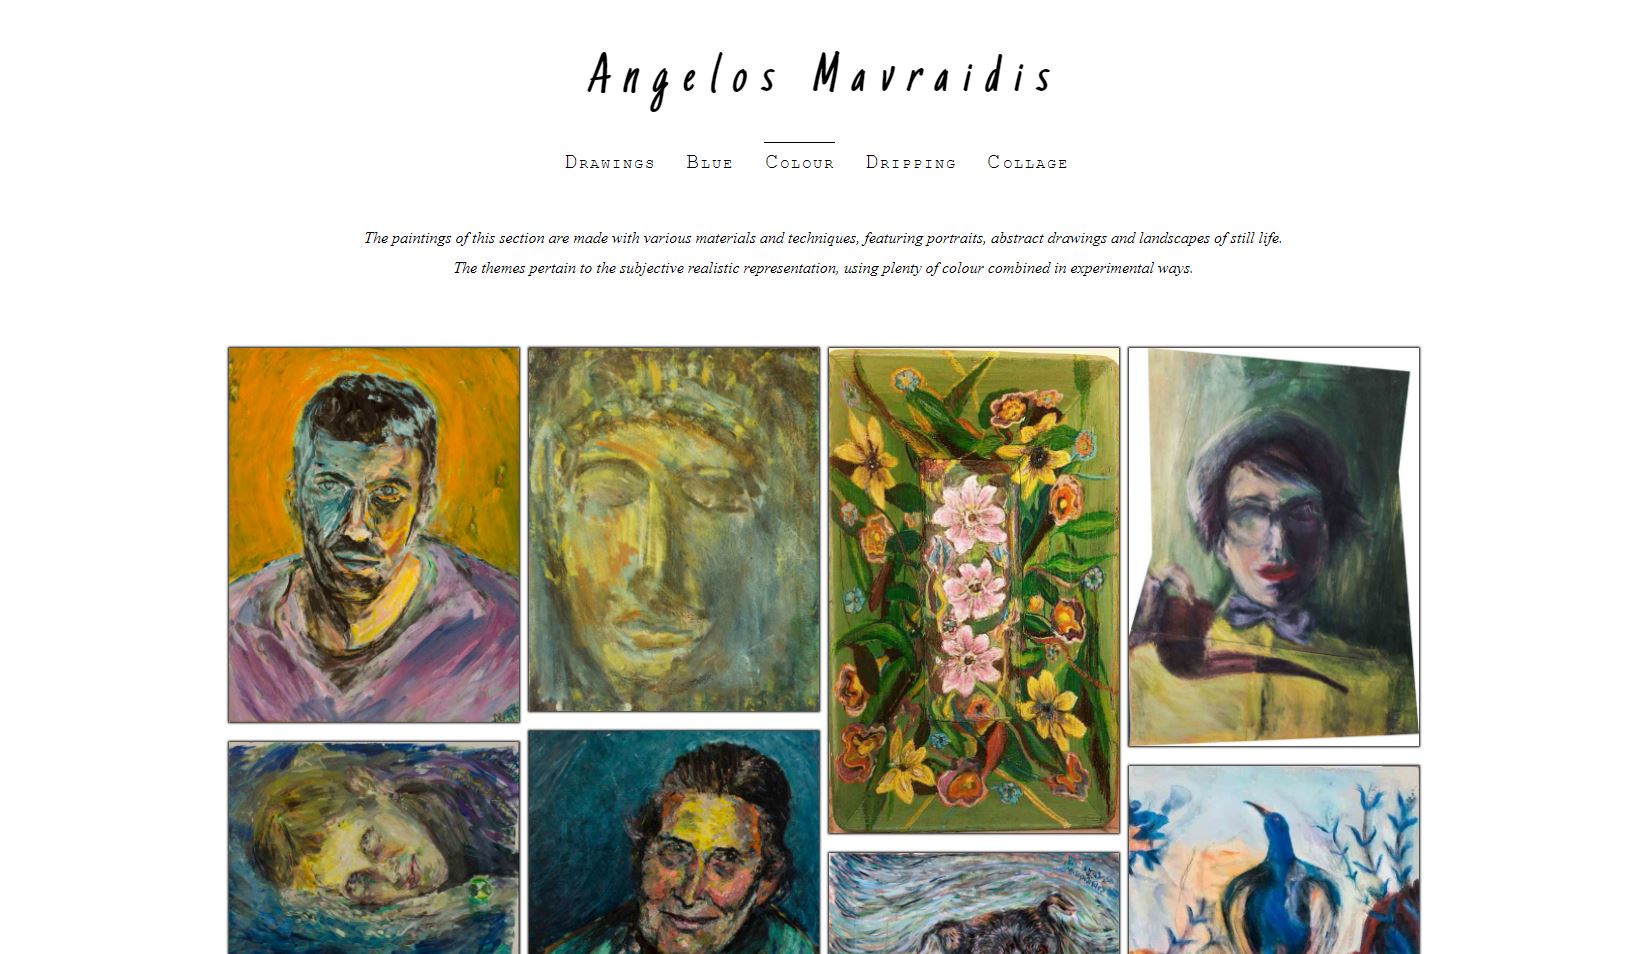 Angelos Mavraidis
Drawings Blue Colour Dripping Collage
The paintings of this section are made with various materials and techniques, featuring portraits, abstract drawings and landscapes of still life.
The themes pertain to the subjective realistic representation, using plenty of colour combined in experimental ways.